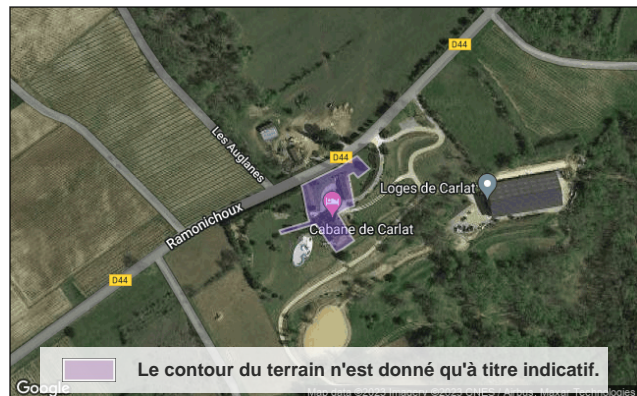 D44
Les Auglanes
D44
Loges de Carlat
Ramonichoux
Cabane de Carlat
D44
Le contour du terrain n'est donné qu'à titre indicatif.
Google
Map data ©2023 Imagery ©2023 CNES / Airbus, Maxar Technologies